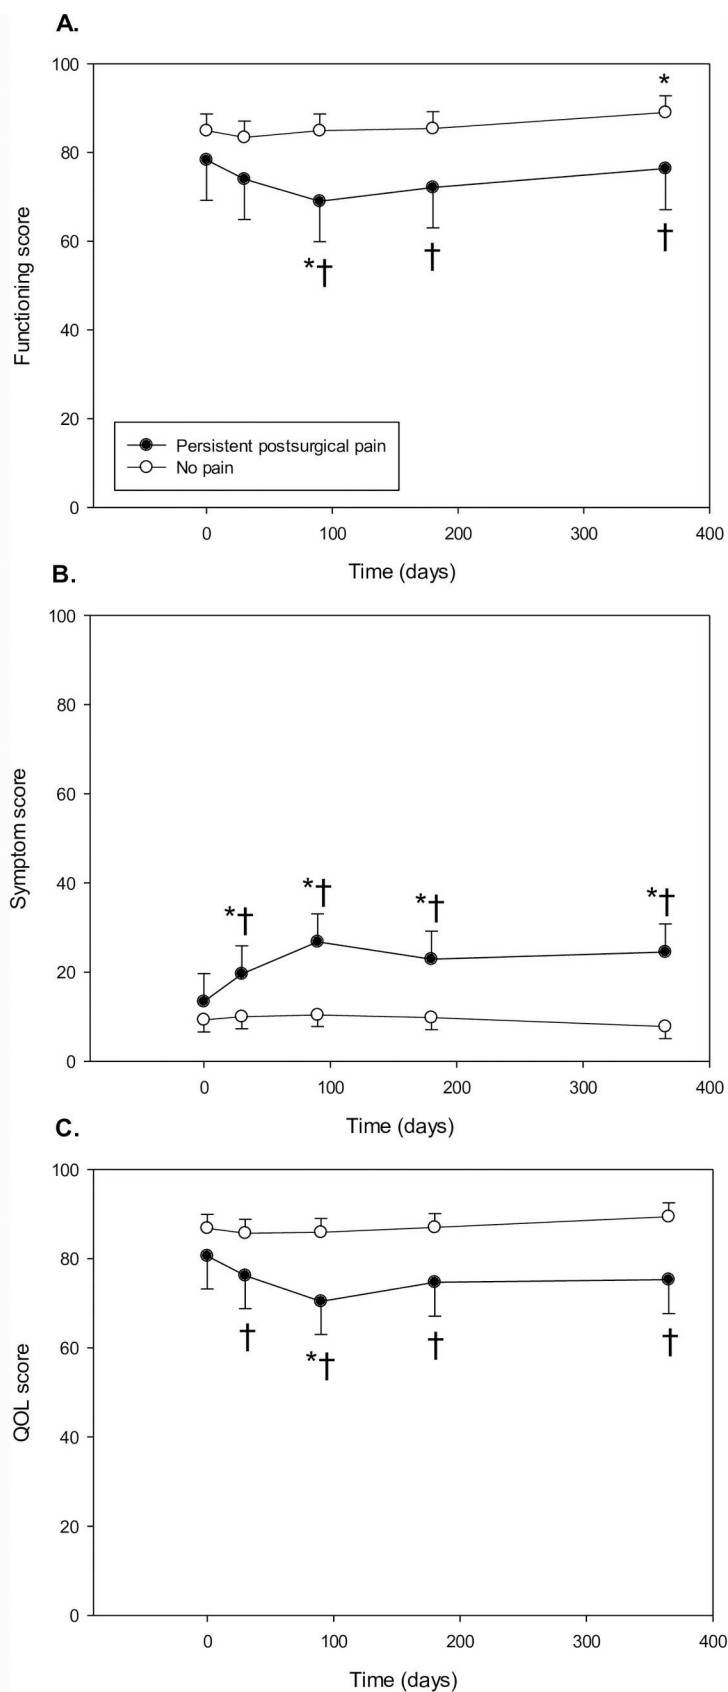 A.
100
80
60
40
20
0
Functioning score
*
*†
†
†
Persistent postsurgical pain
No pain
0 100 200 300 400
Time (days)
B.
100
80
60
40
20
0
Symptom score
*†
*†
*†
*†
0 100 200 300 400
Time (days)
C.
100
80
60
40
20
0
QOL score
†
*†
†
†
0 100 200 300 400
Time (days)